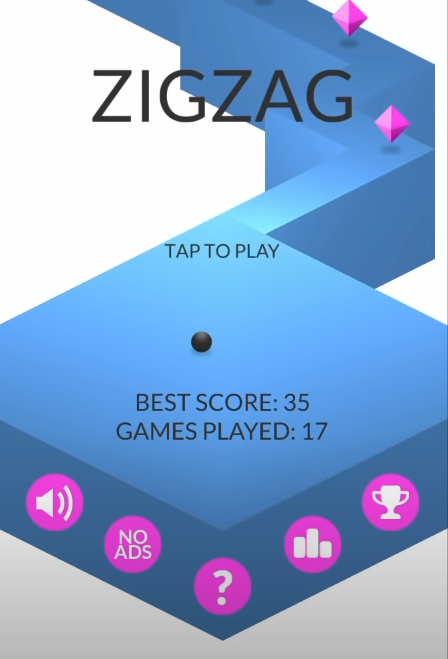 ZIGZAG
TAP TO PLAY
BEST SCORE: 35
GAMES PLAYED: 17
NO
ADS
?